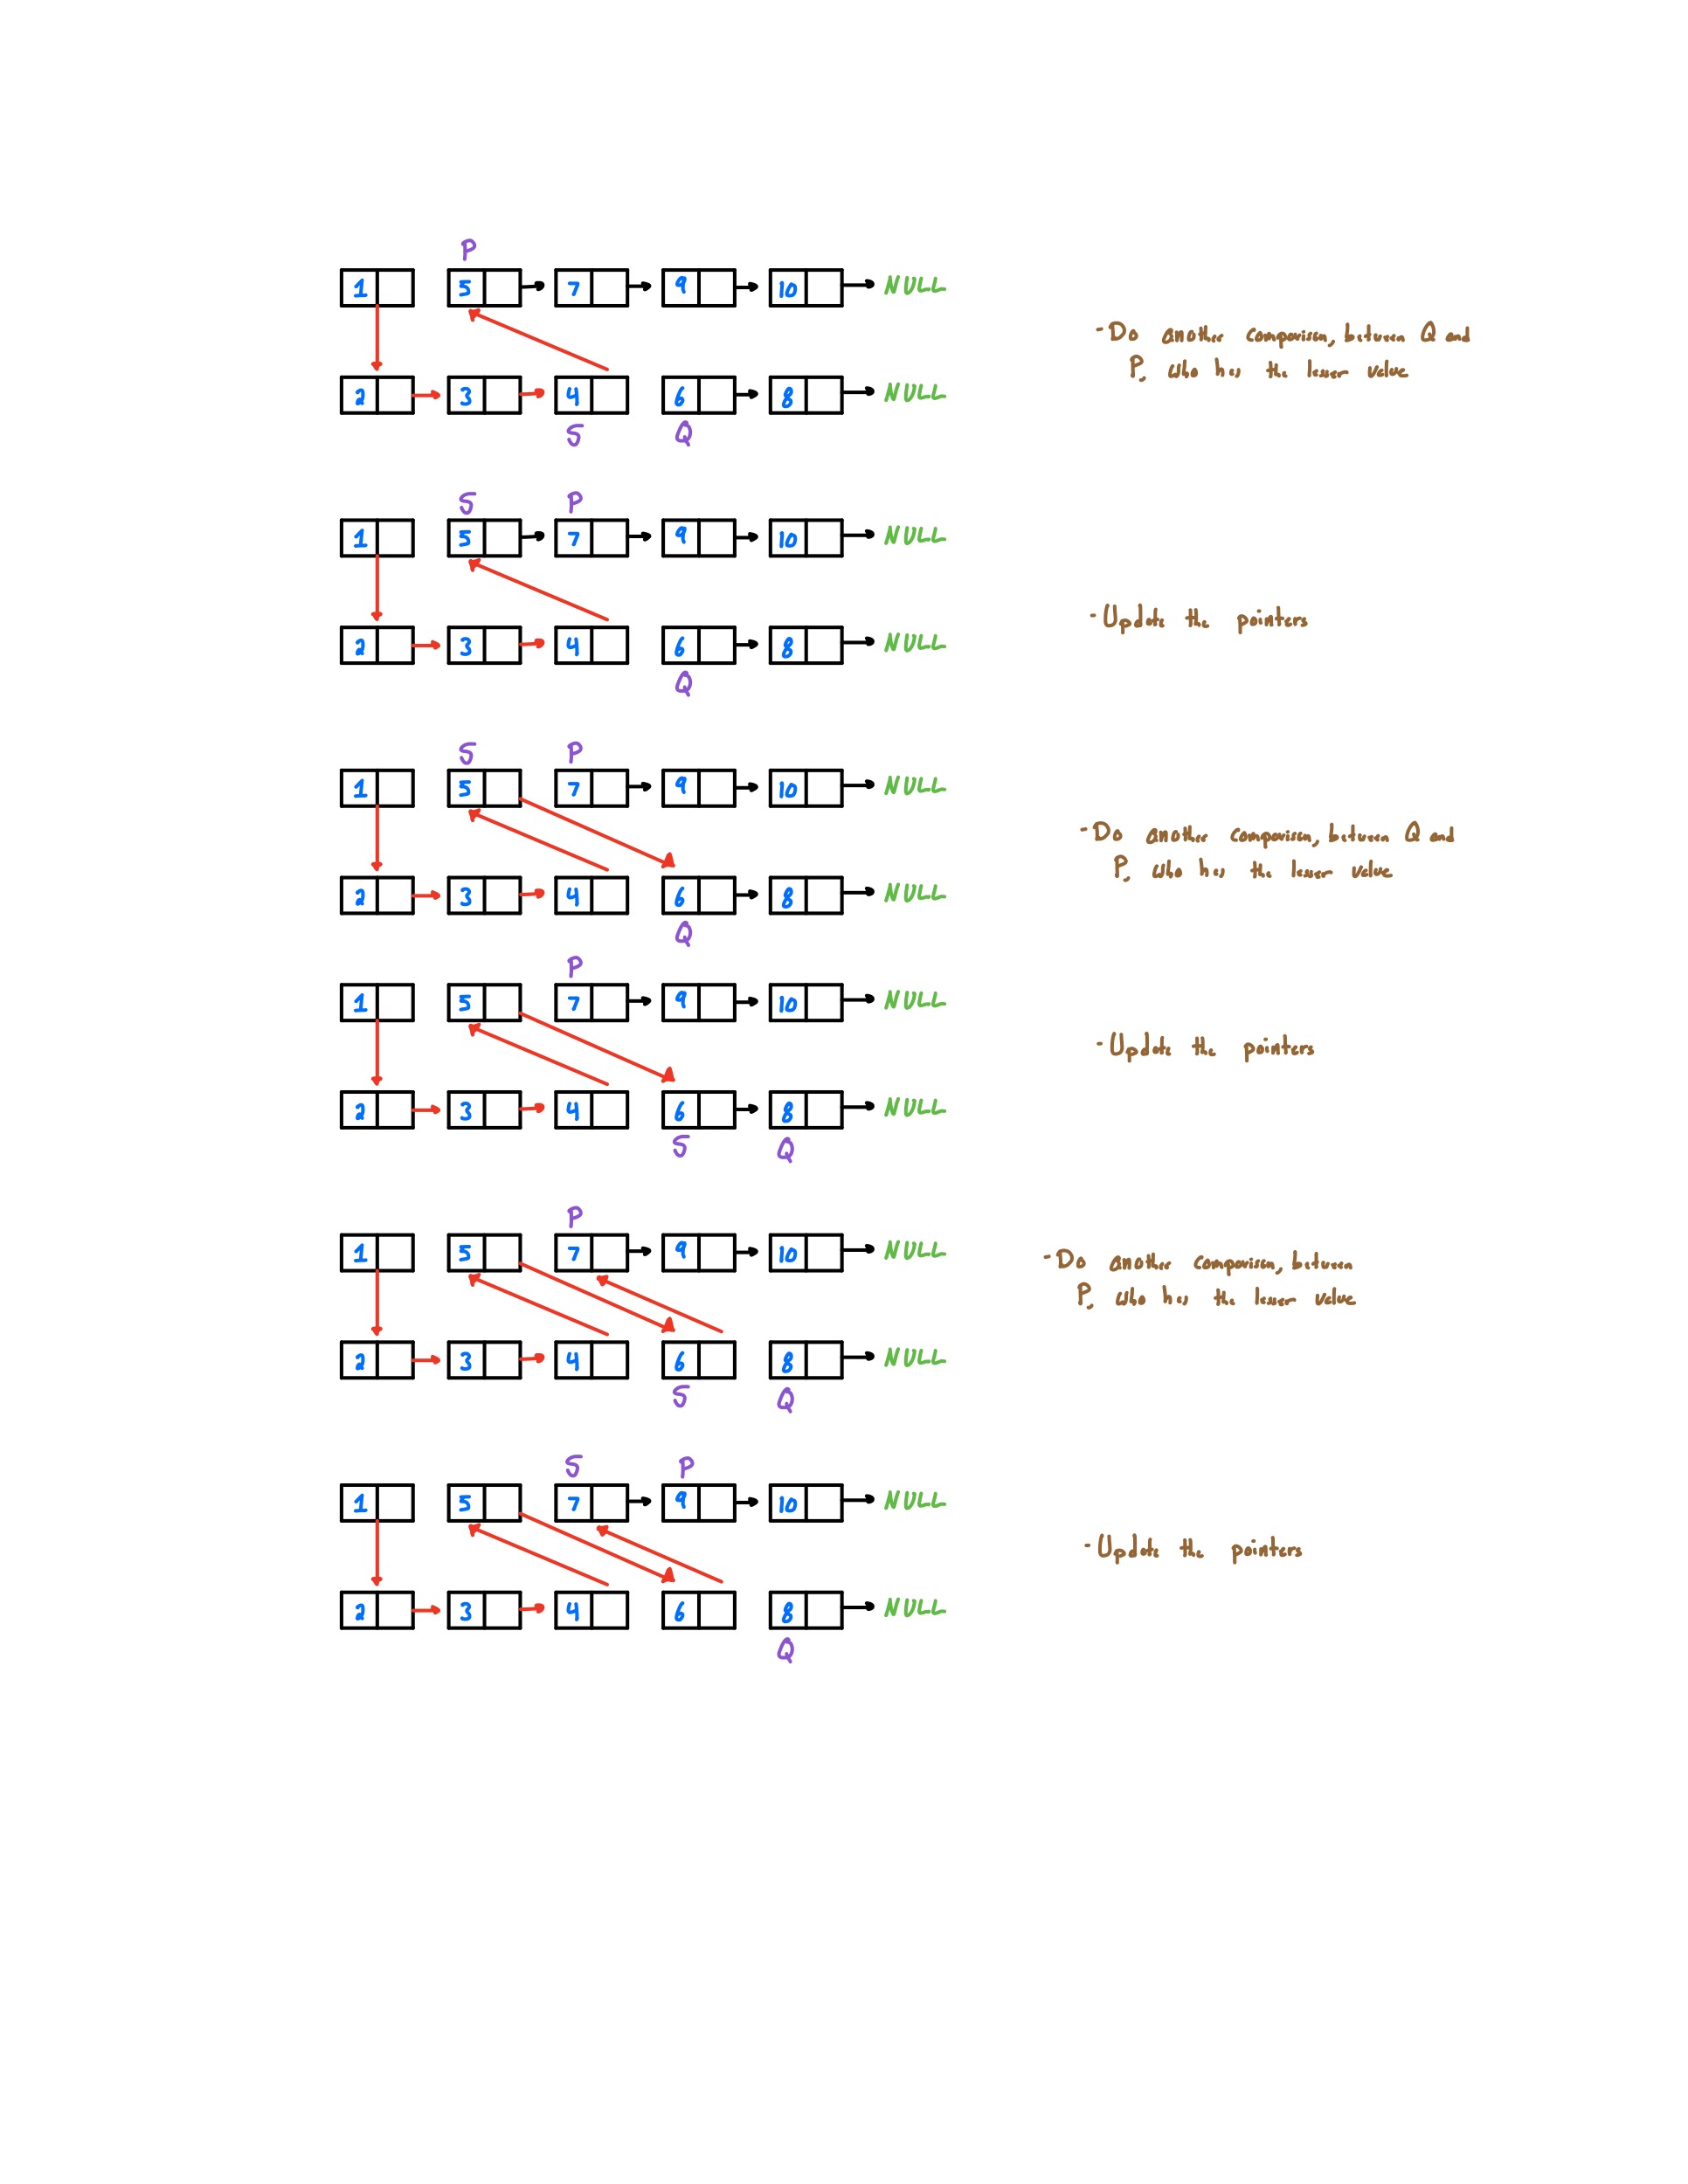 P
1 5 7 9 10 NULL
- Do another comparison, between Q and
P, who has the lesser value
2 3 4 6 8 NULL
S Q
S P
1 5 7 9 10 NULL
- Update the pointers
2 3 4 6 8 NULL
Q
S P
1 5 7 9 10 NULL
- Do another comparison, between Q and
P, who has the lesser value
2 3 4 6 8 NULL
Q
P
1 5 7 9 10 NULL
- Update the pointers
2 3 4 6 8 NULL
S Q
P
1 5 7 9 10 NULL
- Do another comparison, between
P, who has the lesser value
2 3 4 6 8 NULL
S Q
S P
1 5 7 9 10 NULL
- Update the pointers
2 3 4 6 8 NULL
Q